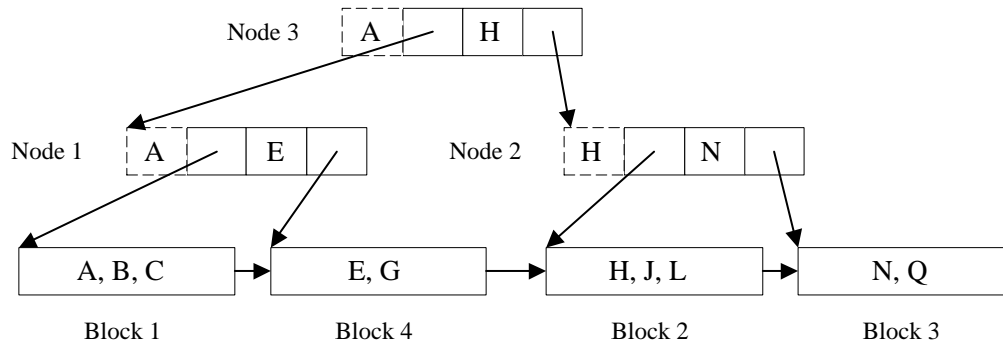 Node 3 A H
Node 1 A E Node 2 H N
A, B, C E, G H, J, L N, Q
Block 1 Block 4 Block 2 Block 3